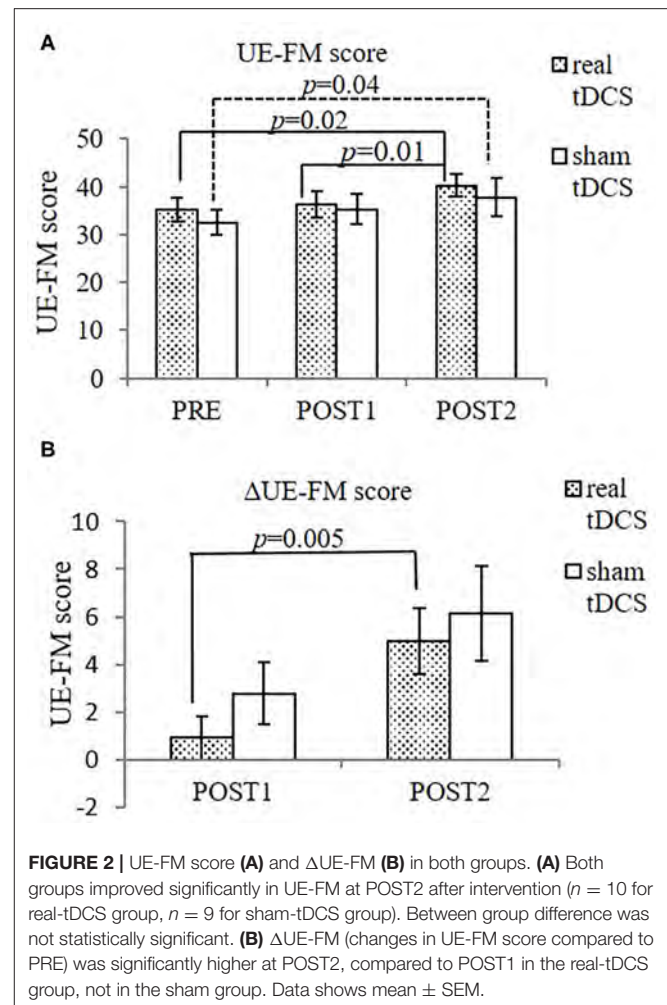 A
UE-FM score
real
tDCS
sham
tDCS
p=0.04
p=0.02
p=0.01
UE-FM score
50
40
30
20
10
0
PRE
POST1
POST2
B
ΔUE-FM score
real
tDCS
sham
tDCS
p=0.005
UE-FM score
10
8
6
4
2
0
-2
POST1
POST2
FIGURE 2 | UE-FM score (A) and ΔUE-FM (B) in both groups. (A) Both
groups improved significantly in UE-FM at POST2 after intervention (n = 10 for
real-tDCS group, n = 9 for sham-tDCS group). Between group difference was
not statistically significant. (B) ΔUE-FM (changes in UE-FM score compared to
PRE) was significantly higher at POST2, compared to POST1 in the real-tDCS
group, not in the sham group. Data shows mean ± SEM.